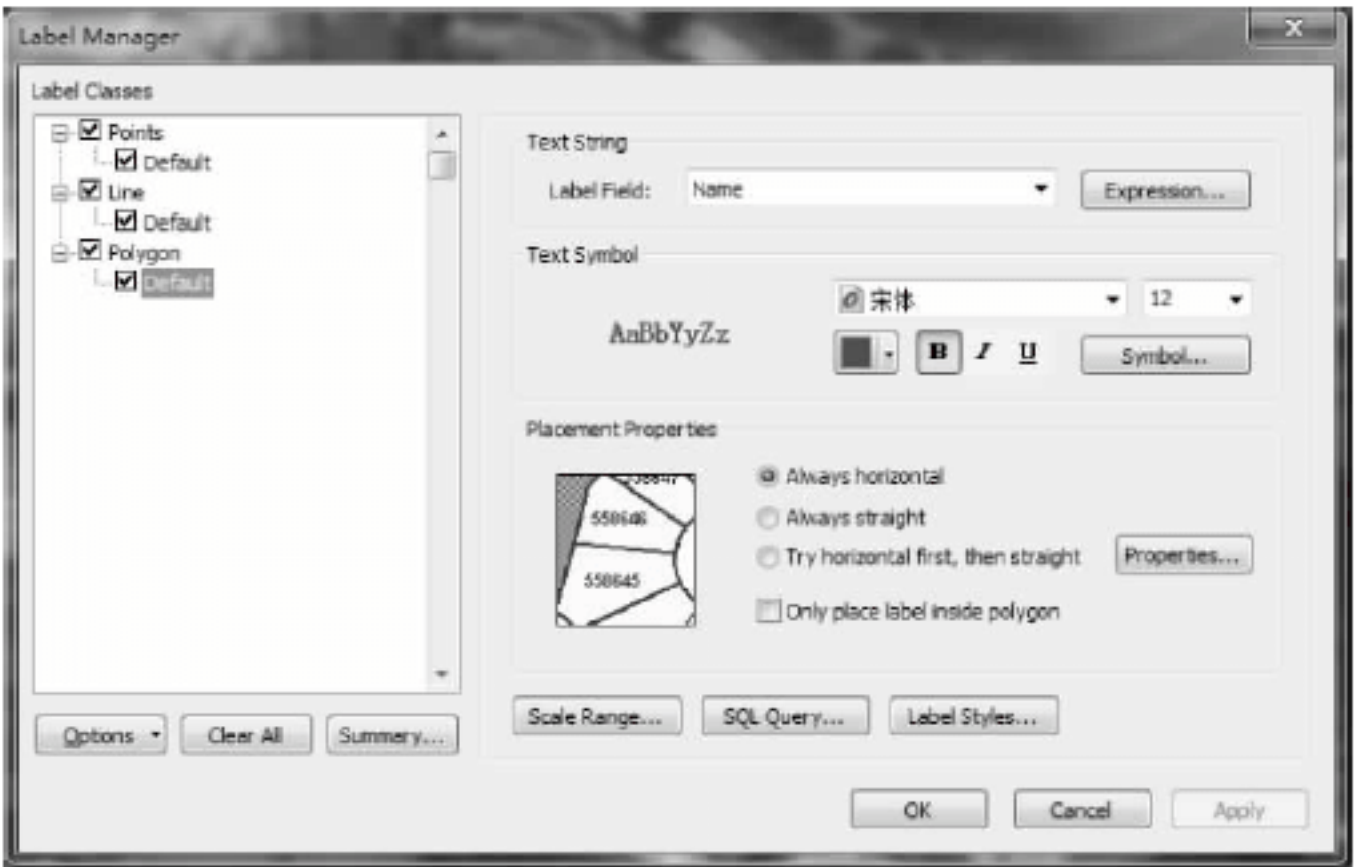 Label Manager
x
Label Classes
Points
Default
Line
Default
Polygon
Default
Options
Clear All
Summary...
Text String
Label Field:
Name
Expression...
Text Symbol
AaBbYyZz
宋体
12
B I U
Symbol...
Placement Properties
558647
558646
558645
Always horizontal
Always straight
Try horizontal first, then straight
Properties...
Only place label inside polygon
Scale Range...
SQL Query...
Label Styles...
OK
Cancel
Apply